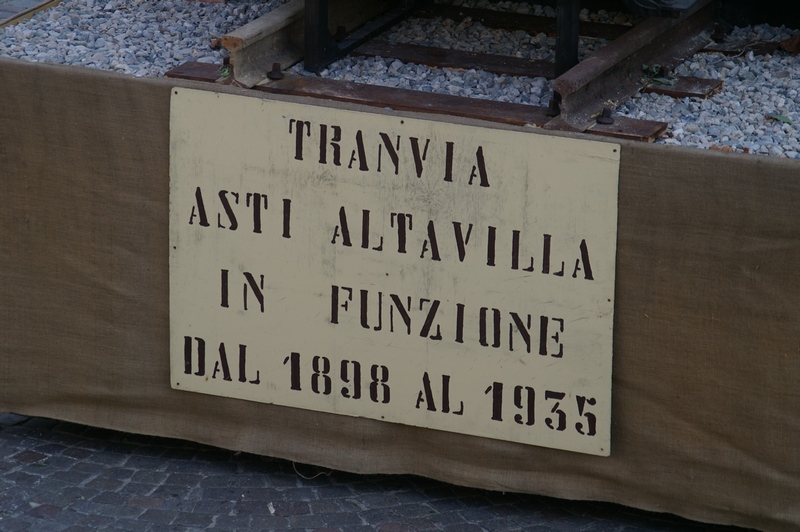 TRANVIA
ASTI ALTAVILLA
IN FUNZIONE
DAL 1898 AL 1935